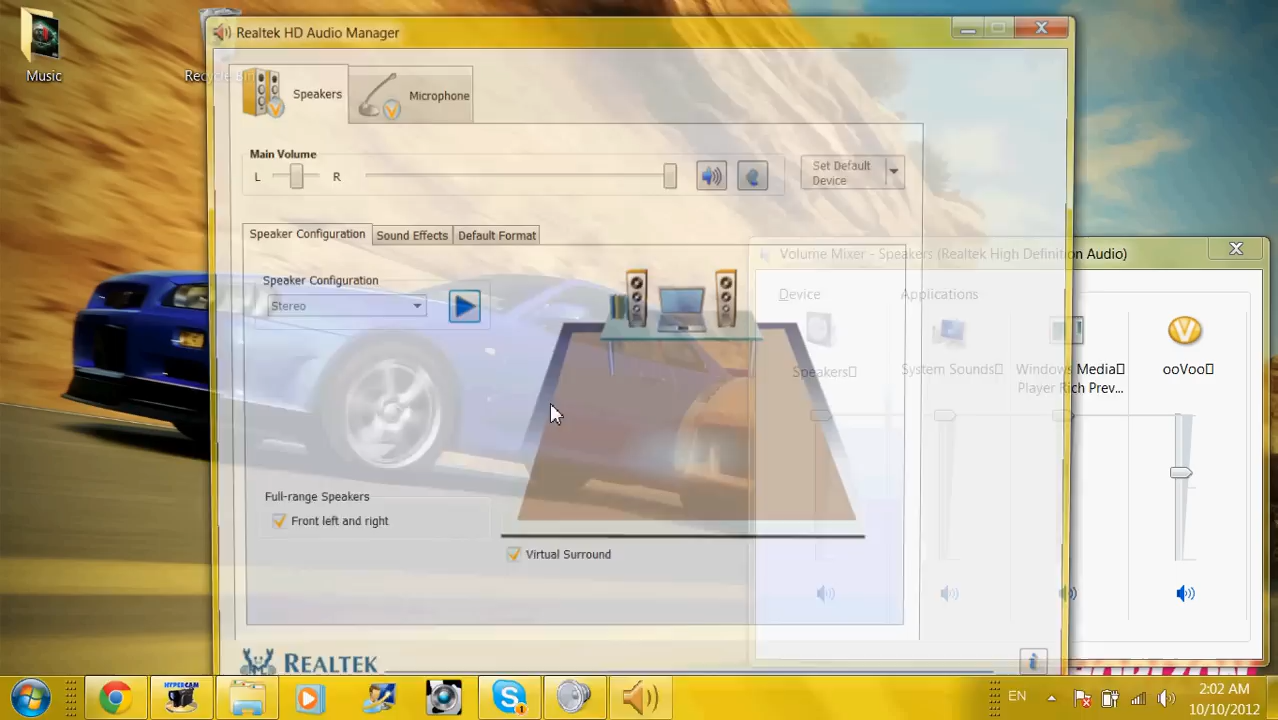 Music
Recycle Bin
Realtek HD Audio Manager
Speakers
Microphone
Main Volume
L
R
Set Default
Device
Speaker Configuration
Sound Effects
Default Format
Speaker Configuration
Stereo
Full-range Speakers
Front left and right
Virtual Surround
REALTEK
Volume Mixer - Speakers (Realtek High Definition Audio)
Device
Applications
Speakers
System Sounds
Windows Media
Player Rich Prev...
ooVoo
HYPERCAM
EN
2:02 AM
10/10/2012